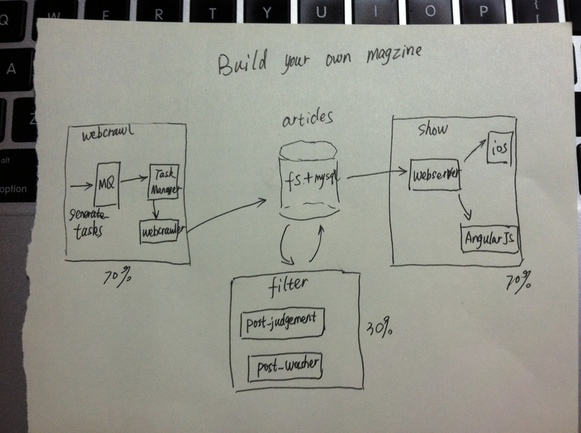 Q W E R T Y U I O P {
[
A
Z
alt
option
Build your own magzine
webcrawl
MQ
Task
Manager
generate
tasks
webcrawler
70%
articles
fs.+mysql
show
Webserver
ios
AngularJs
70%
filter
post-judgement
post-washer
30%